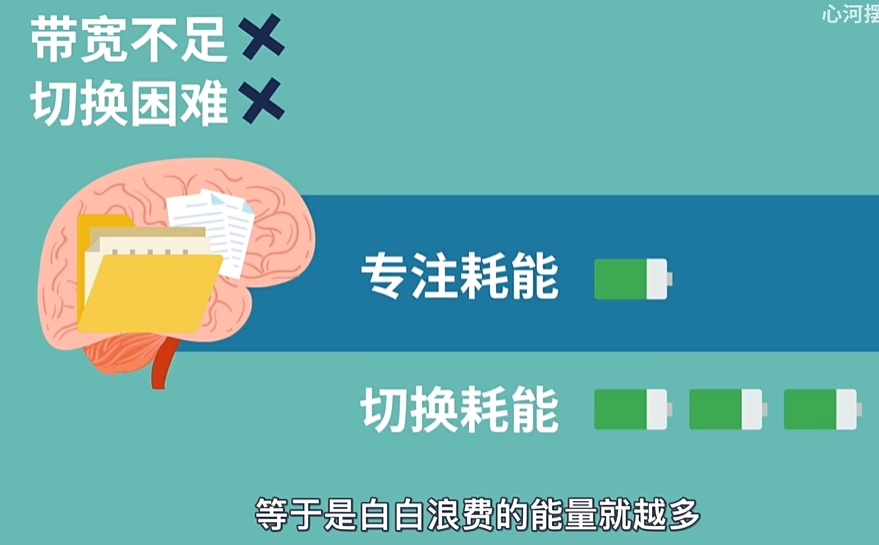 心河摆
带宽不足
切换困难
专注耗能
切换耗能
等于是白白浪费的能量就越多